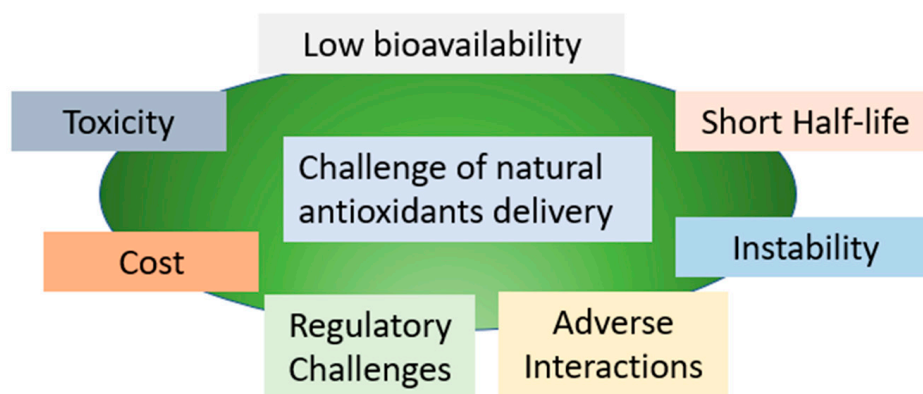 Low bioavailability
Toxicity
Short Half-life
Challenge of natural
antioxidants delivery
Cost
Instability
Regulatory
Challenges
Adverse
Interactions